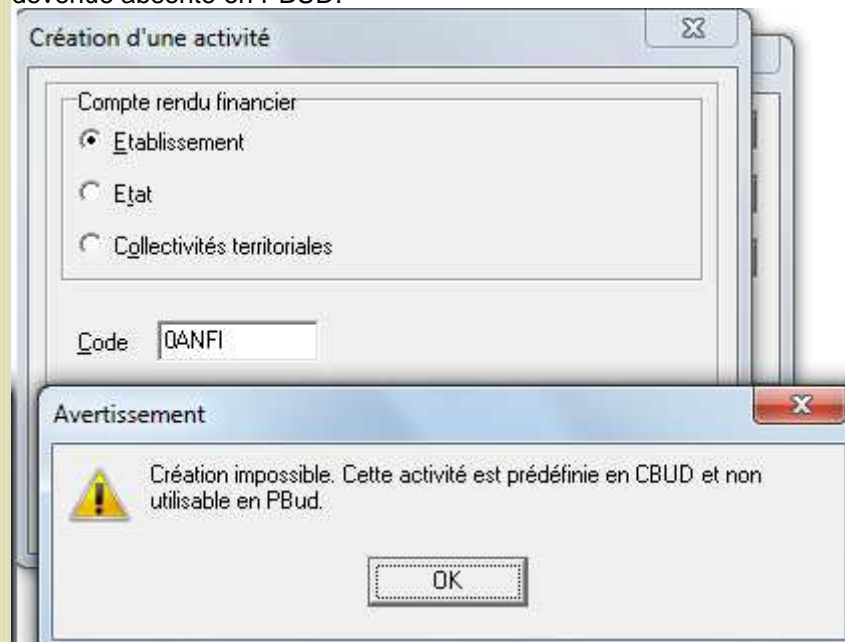 devenue absente en PBUD.
Création d'une activité
Compte rendu financier
Etablissement
Etat
Collectivités territoriales
Code 0ANFI
Avertissement
Création impossible. Cette activité est prédéfinie en CBUD et non
utilisable en PBud.
OK